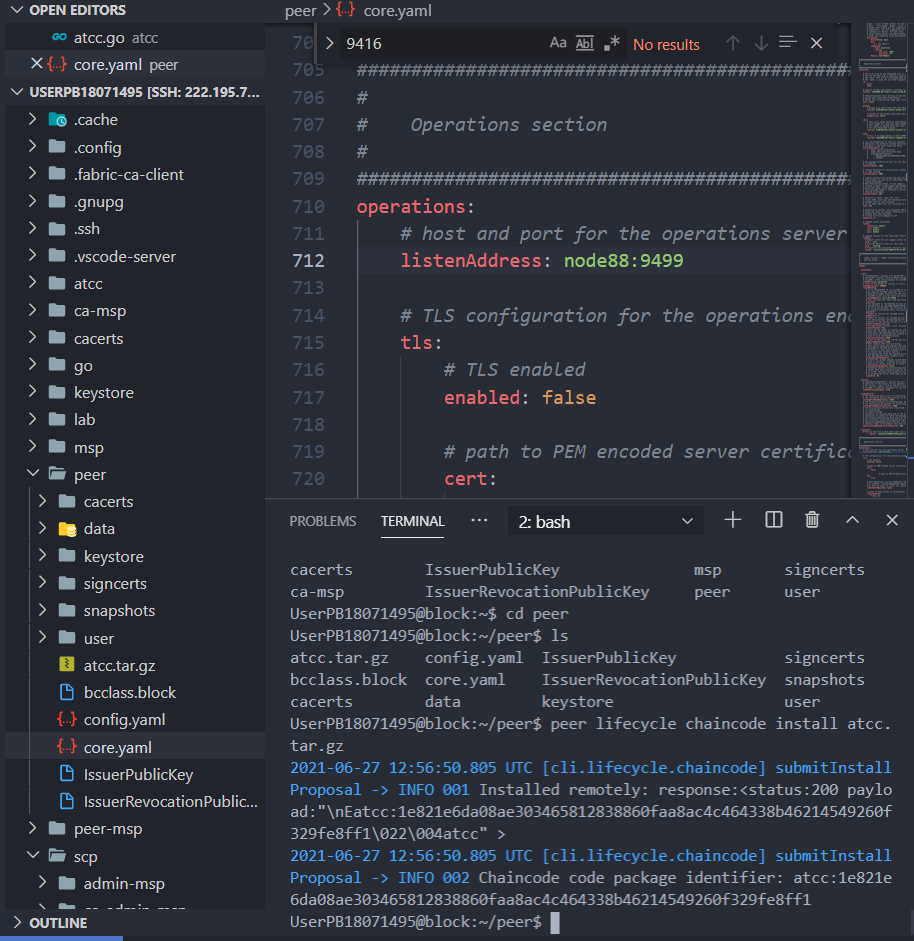 OPEN EDITORS
atcc.go atcc
core.yaml peer
USERPB18071495 [SSH: 222.195.7...
.cache
.config
.fabric-ca-client
.gnupg
.ssh
.vscode-server
atcc
ca-msp
cacerts
go
keystore
lab
msp
peer
cacerts
data
keystore
signcerts
snapshots
user
atcc.tar.gz
bcclass.block
config.yaml
core.yaml
IssuerPublicKey
IssuerRevocationPublic...
peer-msp
scp
admin-msp
OUTLINE
peer > {..} core.yaml
9416 Aa Abl .* No results
705 ##############################################
706 #
707 #    Operations section
708 #
709 ##############################################
710 operations:
711     # host and port for the operations server
712     listenAddress: node88:9499
713
714     # TLS configuration for the operations
715     tls:
716         # TLS enabled
717         enabled: false
718
719         # path to PEM encoded server
720         cert:
PROBLEMS TERMINAL ... 2: bash
cacerts IssuerPublicKey msp signcerts
ca-msp IssuerRevocationPublicKey peer user
UserPB18071495@block:~$ cd peer
UserPB18071495@block:~/peer$ ls
atcc.tar.gz config.yaml IssuerPublicKey signcerts
bcclass.block core.yaml IssuerRevocationPublicKey snapshots
cacerts data keystore user
UserPB18071495@block:~/peer$ peer lifecycle chaincode install atcc.
tar.gz
2021-06-27 12:56:50.805 UTC [cli.lifecycle.chaincode] submitInstall
Proposal -> INFO 001 Installed remotely: response:<status:200 paylo
ad:"\nEatcc:1e821e6da08ae303465812838860faa8ac4c464338b46214549260f
329fe8ff1\022\004atcc" >
2021-06-27 12:56:50.805 UTC [cli.lifecycle.chaincode] submitInstall
Proposal -> INFO 002 Chaincode code package identifier: atcc:1e821e
6da08ae303465812838860faa8ac4c464338b46214549260f329fe8ff1
UserPB18071495@block:~/peer$